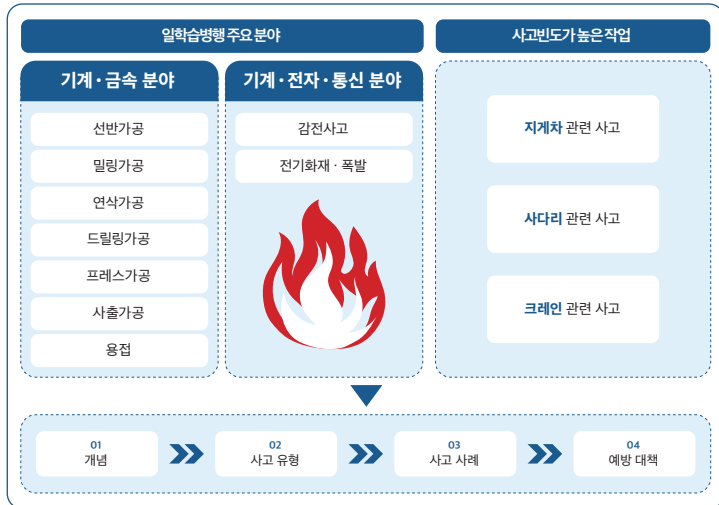 일학습병행 주요 분야
사고빈도가 높은 작업
기계·금속 분야
선반가공
밀링가공
연삭가공
드릴링가공
프레스가공
사출가공
용접
기계·전자·통신 분야
감전사고
전기화재·폭발
지게차 관련 사고
사다리 관련 사고
크레인 관련 사고
01
개념
02
사고 유형
03
사고 사례
04
예방 대책